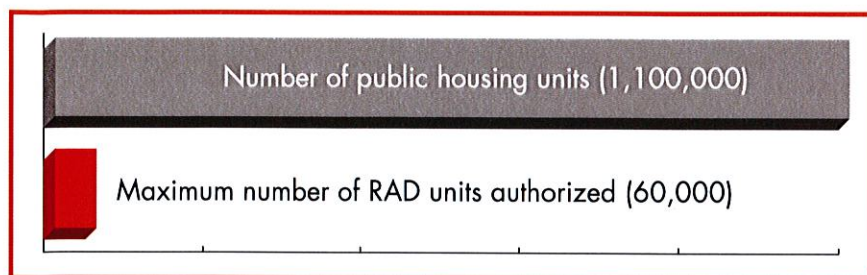 Number of public housing units (1,100,000)
Maximum number of RAD units authorized (60,000)